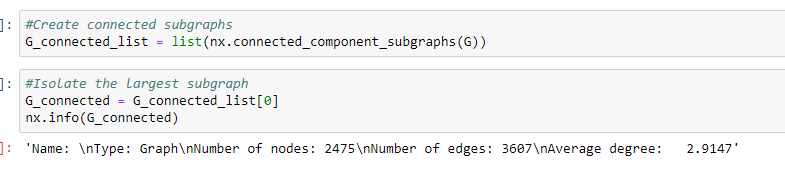 ]: #Create connected subgraphs
G_connected_list = list(nx.connected_component_subgraphs(G))
]: #Isolate the largest subgraph
G_connected = G_connected_list[0]
nx.info(G_connected)
]: 'Name: \nType: Graph\nNumber of nodes: 2475\nNumber of edges: 3607\nAverage degree:   2.9147'